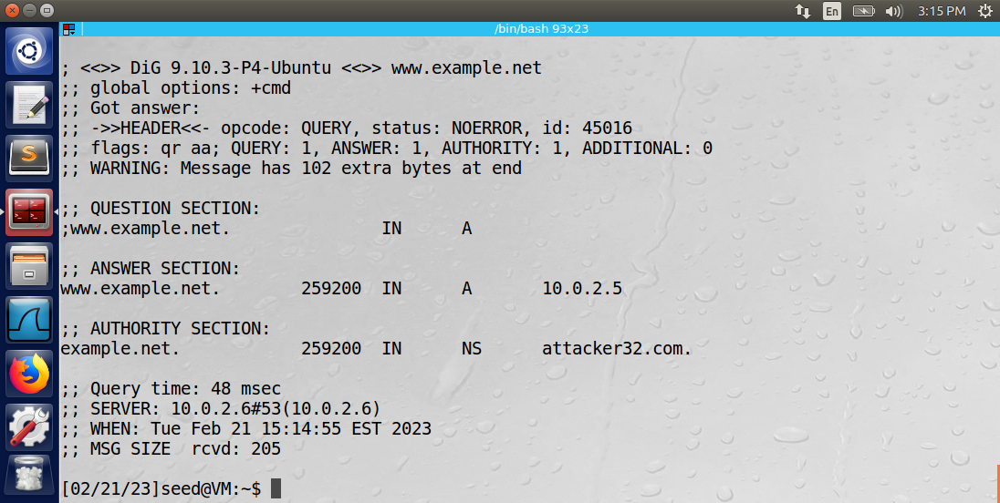 En 3:15 PM
/bin/bash 93x23
; <<>> DiG 9.10.3-P4-Ubuntu <<>> www.example.net
;; global options: +cmd
;; Got answer:
;; ->>HEADER<<- opcode: QUERY, status: NOERROR, id: 45016
;; flags: qr aa; QUERY: 1, ANSWER: 1, AUTHORITY: 1, ADDITIONAL: 0
;; WARNING: Message has 102 extra bytes at end
;; QUESTION SECTION:
;www.example.net. IN A
;; ANSWER SECTION:
www.example.net. 259200 IN A 10.0.2.5
;; AUTHORITY SECTION:
example.net. 259200 IN NS attacker32.com.
;; Query time: 48 msec
;; SERVER: 10.0.2.6#53(10.0.2.6)
;; WHEN: Tue Feb 21 15:14:55 EST 2023
;; MSG SIZE rcvd: 205
[02/21/23]seed@VM:~$